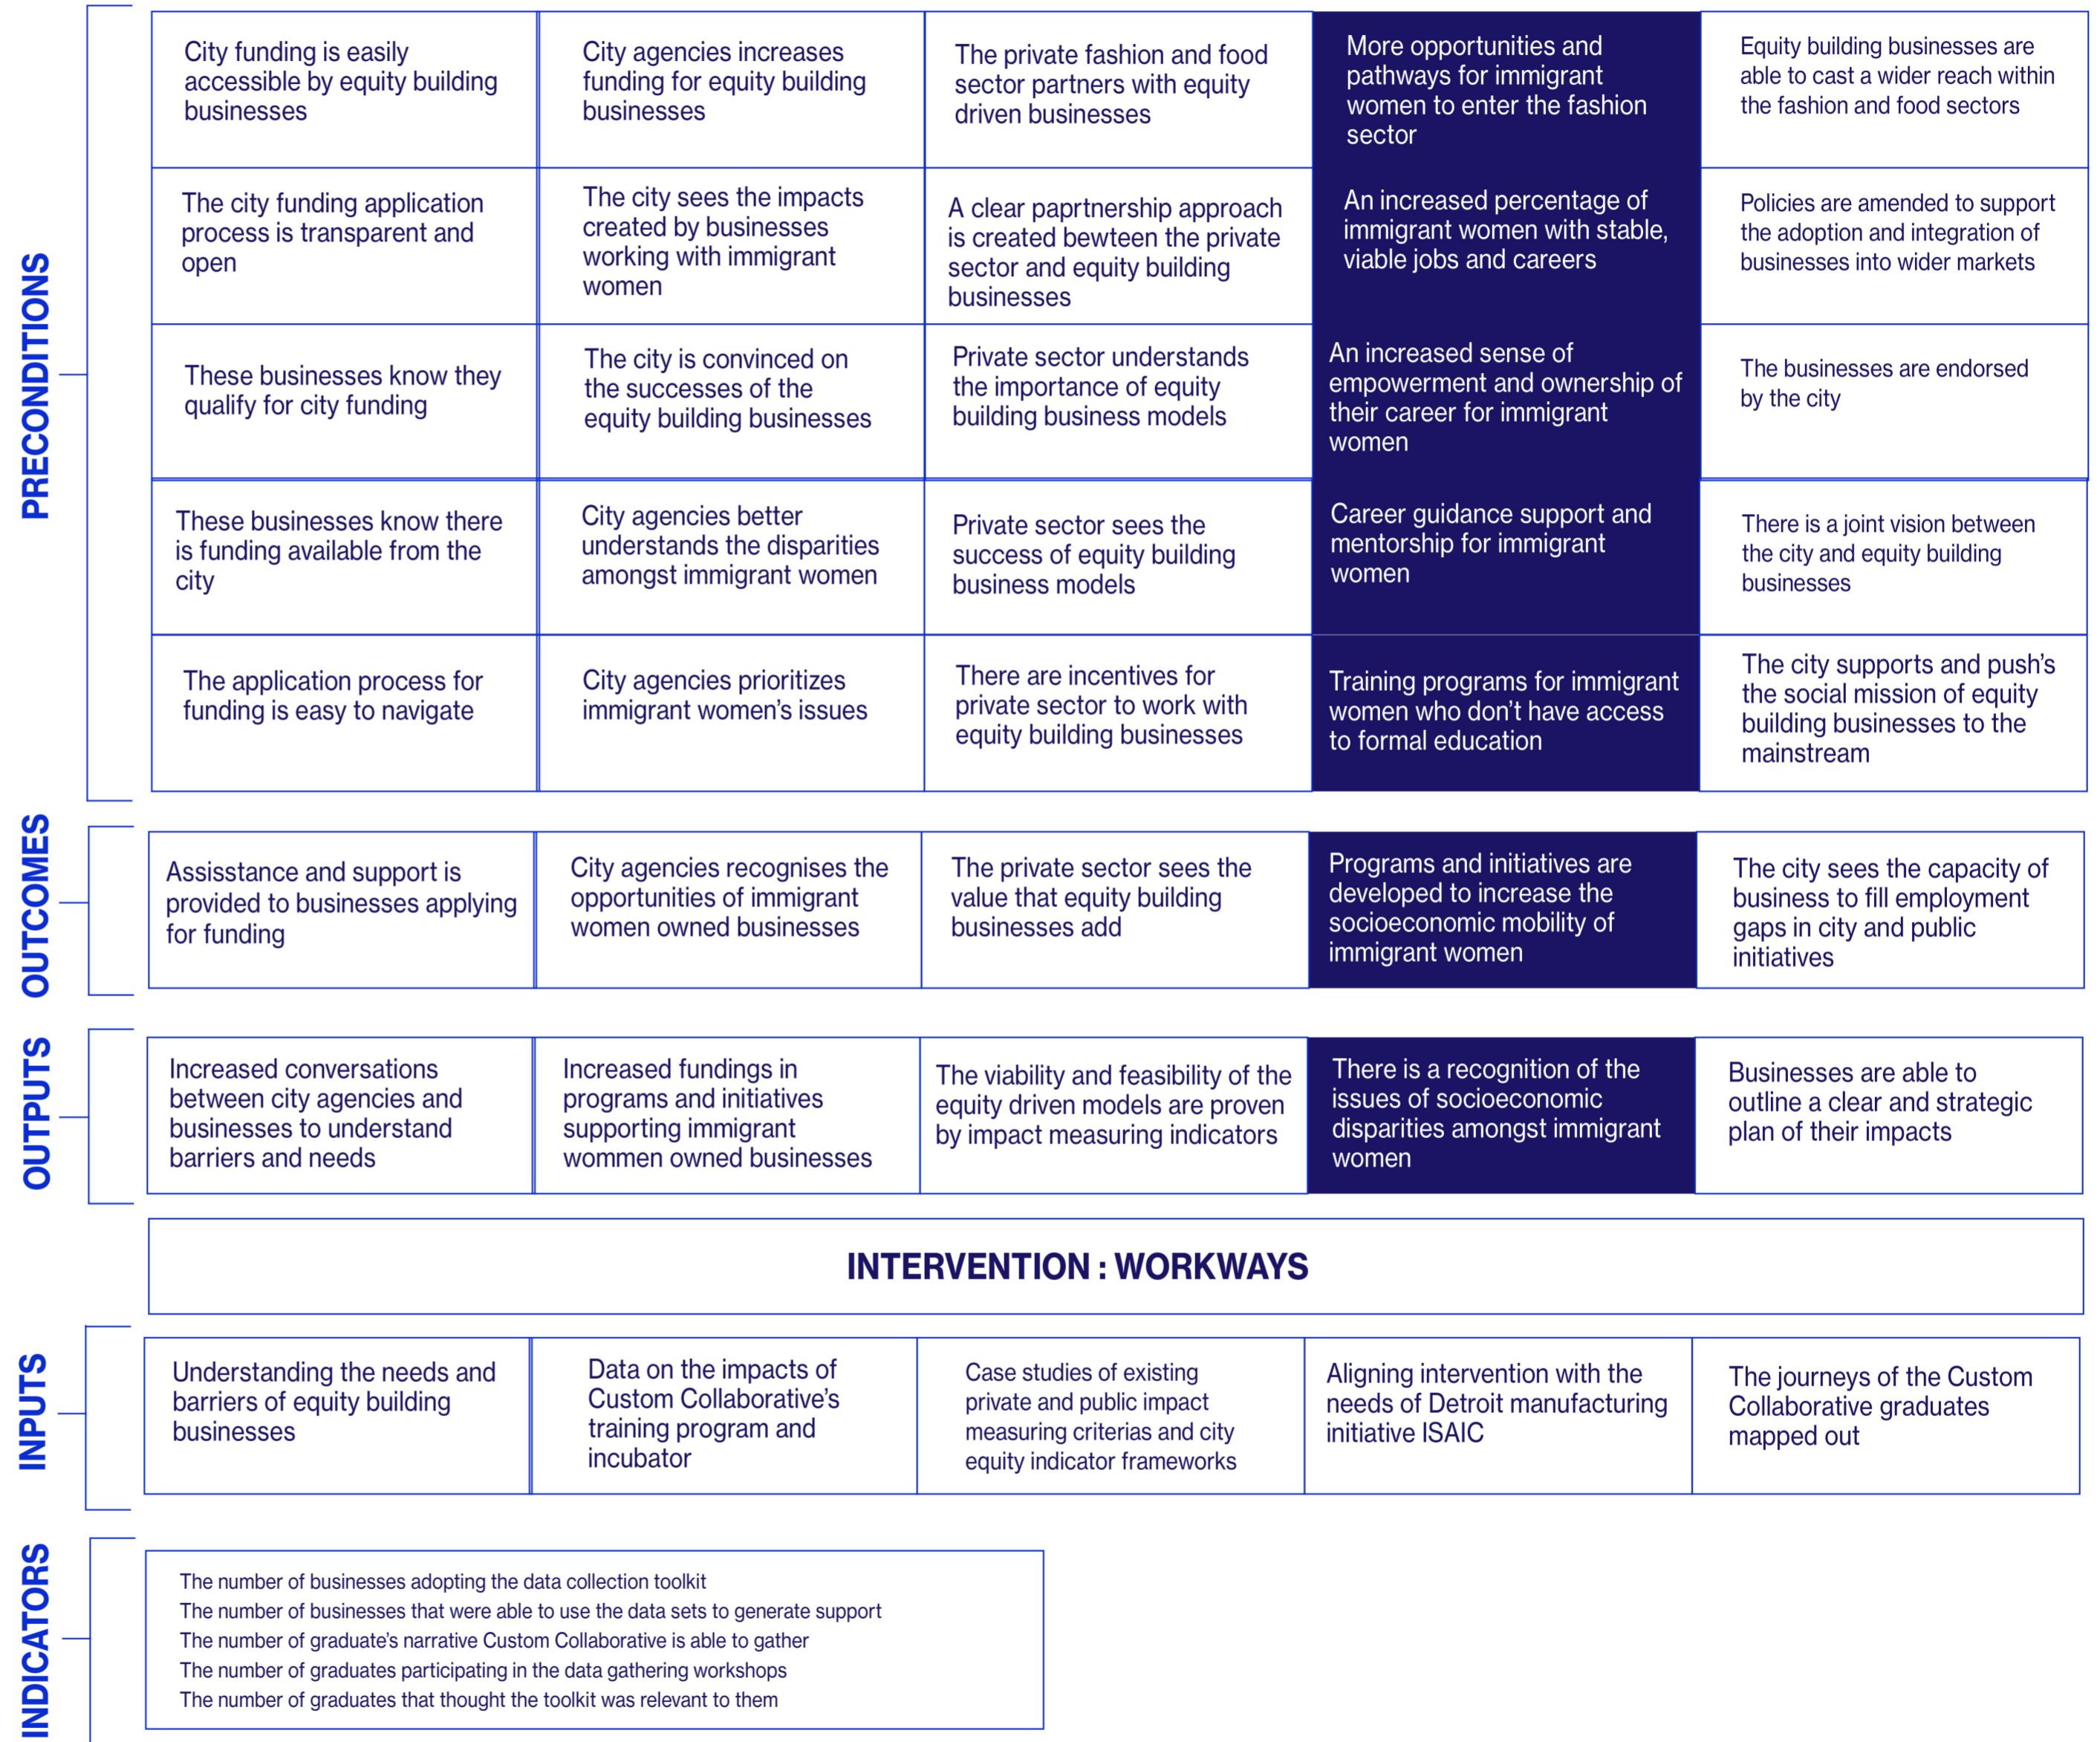 PRECONDITIONS
City funding is easily
accessible by equity building
businesses
City agencies increases
funding for equity building
businesses
The private fashion and food
sector partners with equity
driven businesses
More opportunities and
pathways for immigrant
women to enter the fashion
sector
Equity building businesses are
able to cast a wider reach within
the fashion and food sectors
The city funding application
process is transparent and
open
The city sees the impacts
created by businesses
working with immigrant
women
A clear paprtnership approach
is created bewteen the private
sector and equity building
businesses
An increased percentage of
immigrant women with stable,
viable jobs and careers
Policies are amended to support
the adoption and integration of
businesses into wider markets
These businesses know they
qualify for city funding
The city is convinced on
the successes of the
equity building businesses
Private sector understands
the importance of equity
building business models
An increased sense of
empowerment and ownership of
their career for immigrant
women
The businesses are endorsed
by the city
These businesses know there
is funding available from the
city
City agencies better
understands the disparities
amongst immigrant women
Private sector sees the
success of equity building
business models
Career guidance support and
mentorship for immigrant
women
There is a joint vision between
the city and equity building
businesses
The application process for
funding is easy to navigate
City agencies prioritizes
immigrant women’s issues
There are incentives for
private sector to work with
equity building businesses
Training programs for immigrant
women who don’t have access
to formal education
The city supports and push’s
the social mission of equity
building businesses to the
mainstream
OUTCOMES
Assisstance and support is
provided to businesses applying
for funding
City agencies recognises the
opportunities of immigrant
women owned businesses
The private sector sees the
value that equity building
businesses add
Programs and initiatives are
developed to increase the
socioeconomic mobility of
immigrant women
The city sees the capacity of
business to fill employment
gaps in city and public
initiatives
OUTPUTS
Increased conversations
between city agencies and
businesses to understand
barriers and needs
Increased fundings in
programs and initiatives
supporting immigrant
wommen owned businesses
The viability and feasibility of the
equity driven models are proven
by impact measuring indicators
There is a recognition of the
issues of socioeconomic
disparities amongst immigrant
women
Businesses are able to
outline a clear and strategic
plan of their impacts
INTERVENTION : WORKWAYS
INPUTS
Understanding the needs and
barriers of equity building
businesses
Data on the impacts of
Custom Collaborative’s
training program and
incubator
Case studies of existing
private and public impact
measuring criterias and city
equity indicator frameworks
Aligning intervention with the
needs of Detroit manufacturing
initiative ISAIC
The journeys of the Custom
Collaborative graduates
mapped out
INDICATORS
The number of businesses adopting the data collection toolkit
The number of businesses that were able to use the data sets to generate support
The number of graduate’s narrative Custom Collaborative is able to gather
The number of graduates participating in the data gathering workshops
The number of graduates that thought the toolkit was relevant to them